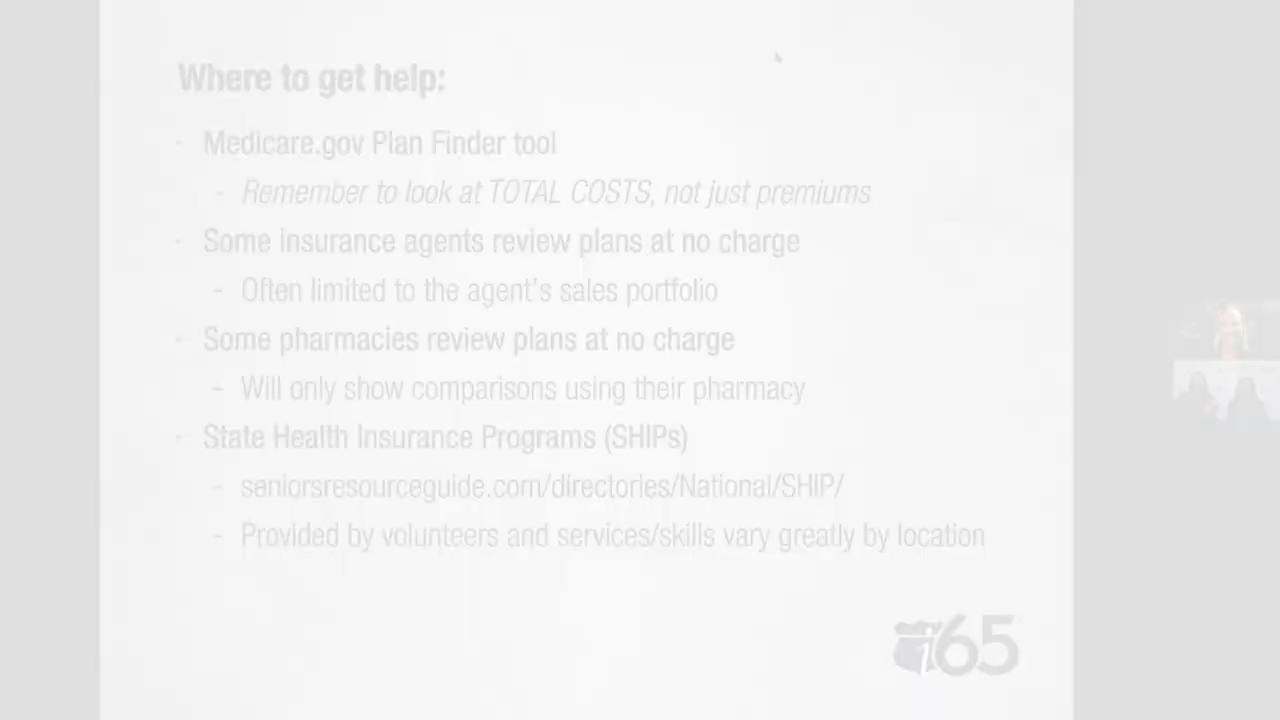 Where to get help:
- Medicare.gov Plan Finder tool
- Remember to look at TOTAL COSTS, not just premiums
- Some insurance agents review plans at no charge
- Often limited to the agent's sales portfolio
- Some pharmacies review plans at no charge
- Will only show comparisons using their pharmacy
- State Health Insurance Programs (SHIPs)
- seniorsresourceguide.com/directories/National/SHIP/
- Provided by volunteers and services/skills vary greatly by location
i65